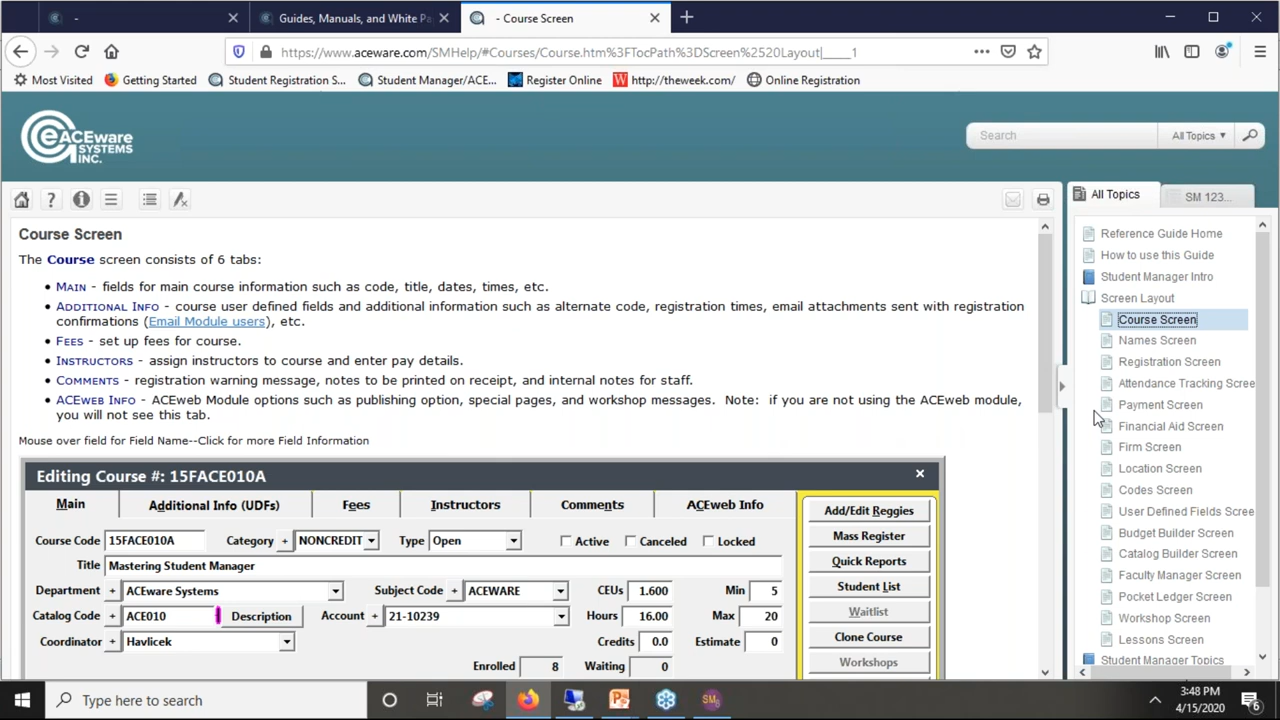 -
Guides, Manuals, and White Pa
- Course Screen
https://www.aceware.com/SMHelp/#Courses/Course.htm%3FTocPath%3DScreen%2520Layout|_____1
Most Visited
Getting Started
Student Registration S...
Student Manager/ACE...
Register Online
http://theweek.com/
Online Registration
ACEware
SYSTEMS
INC.
Search
All Topics
All Topics
SM 123...
Course Screen
The Course screen consists of 6 tabs:
MAIN - fields for main course information such as code, title, dates, times, etc.
ADDITIONAL INFO - course user defined fields and additional information such as alternate code, registration times, email attachments sent with registration
confirmations (Email Module users), etc.
FEES - set up fees for course.
INSTRUCTORS - assign instructors to course and enter pay details.
COMMENTS - registration warning message, notes to be printed on receipt, and internal notes for staff.
ACEWEB INFO - ACEweb Module options such as publishing option, special pages, and workshop messages. Note: if you are not using the ACEweb module,
you will not see this tab.
Mouse over field for Field Name--Click for more Field Information
Editing Course #: 15FACE010A
Main
Additional Info (UDFs)
Fees
Instructors
Comments
ACEweb Info
Course Code 15FACE010A Category + NONCREDIT Type Open Active Canceled Locked
Title Mastering Student Manager
Department + ACEware Systems Subject Code + ACEWARE CEUs 1.600 Min 5
Catalog Code + ACE010 Description Account + 21-10239 Hours 16.00 Max 20
Coordinator + Havlicek Credits 0.0 Estimate 0
Enrolled 8 Waiting 0
Add/Edit Reggies
Mass Register
Quick Reports
Student List
Waitlist
Clone Course
Workshops
Reference Guide Home
How to use this Guide
Student Manager Intro
Screen Layout
Course Screen
Names Screen
Registration Screen
Attendance Tracking Scree
Payment Screen
Financial Aid Screen
Firm Screen
Location Screen
Codes Screen
User Defined Fields Scree
Budget Builder Screen
Catalog Builder Screen
Faculty Manager Screen
Pocket Ledger Screen
Workshop Screen
Lessons Screen
Student Manager Topics
Type here to search
3:48 PM
4/15/2020
6